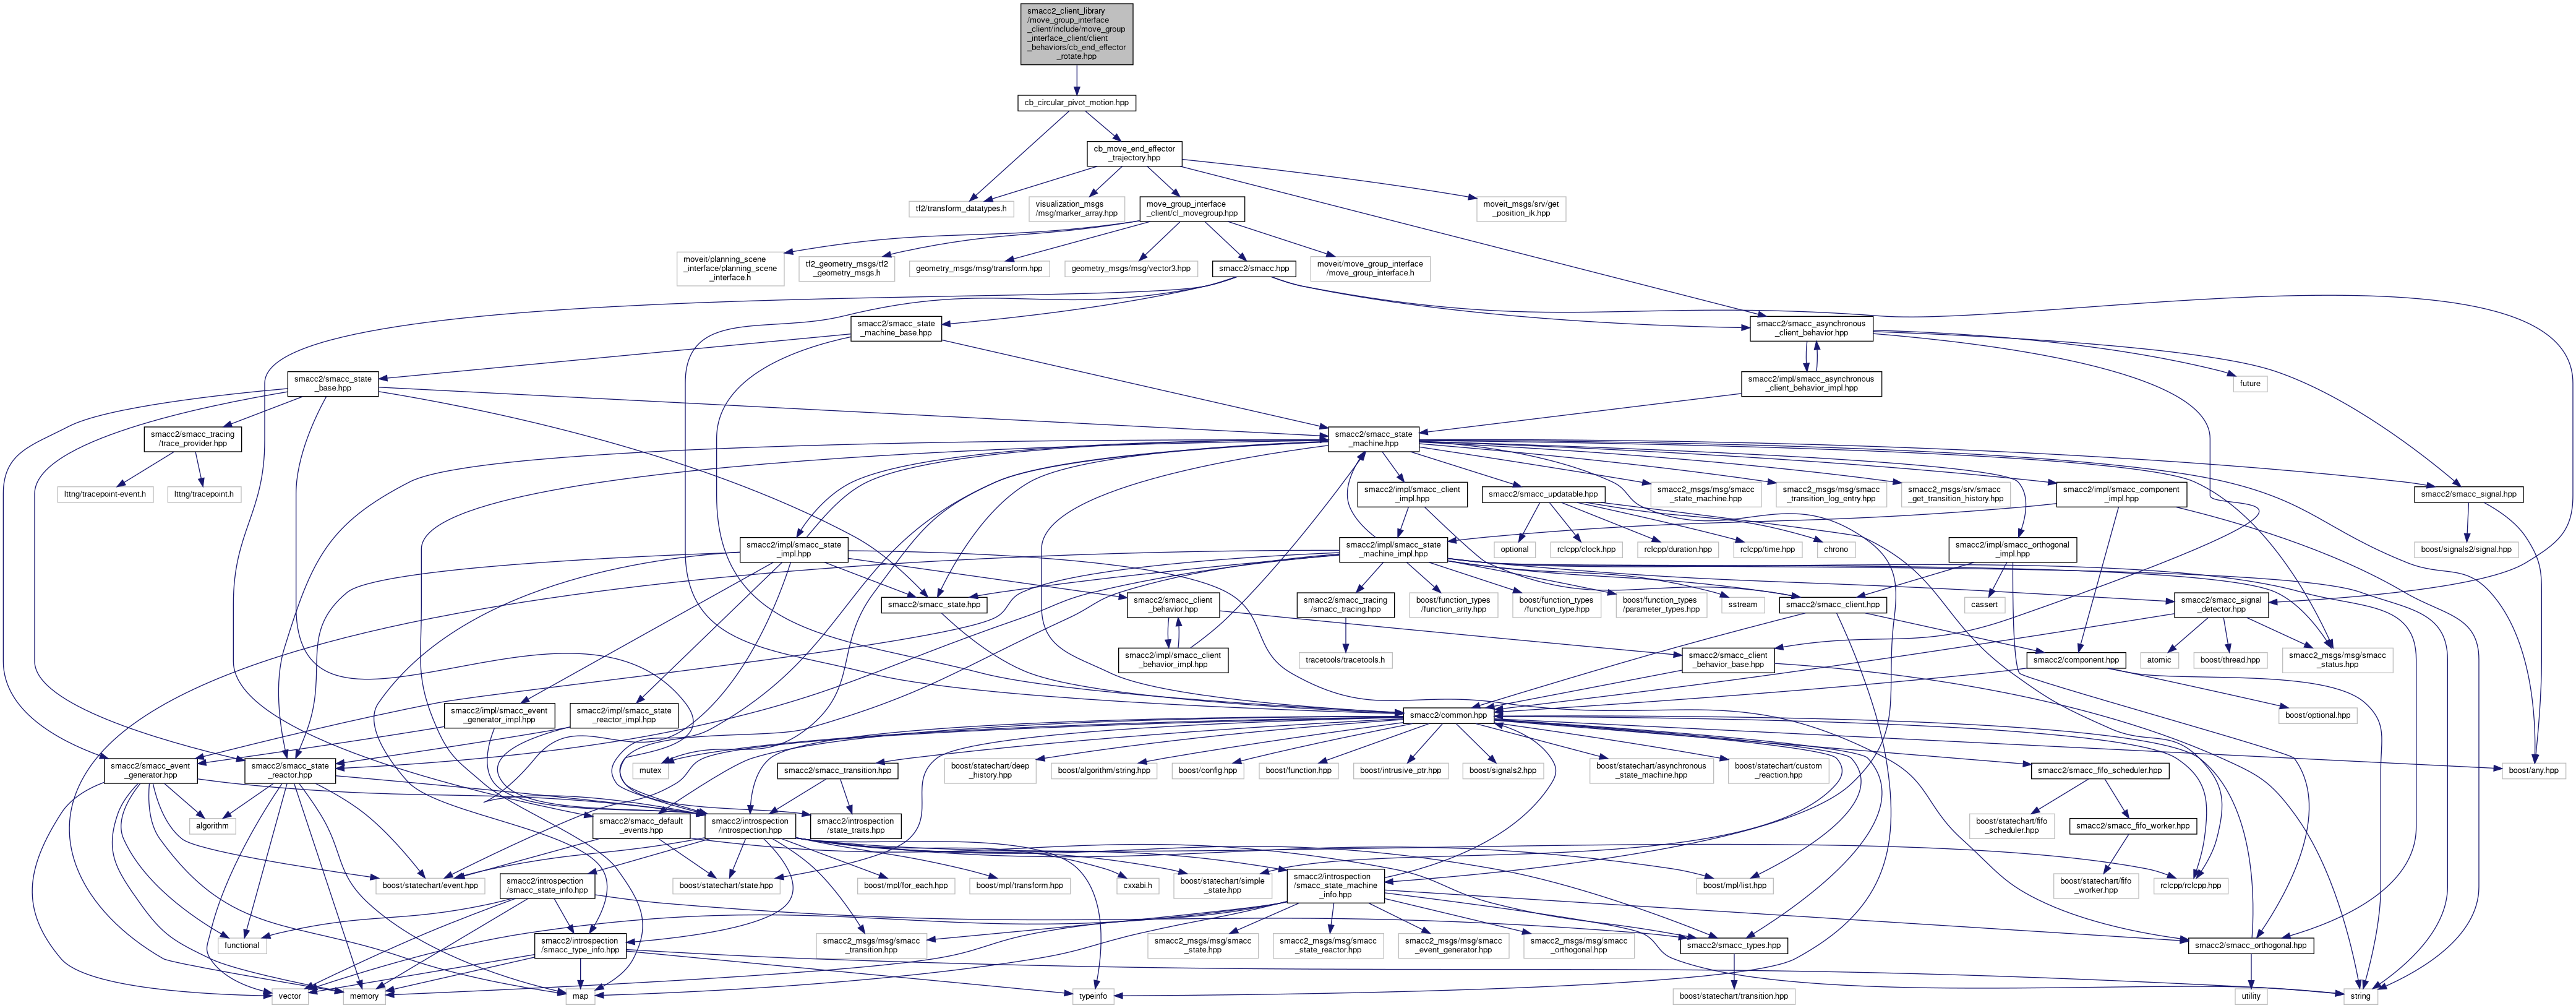 smacc2_client_library
/move_group_interface
_client/include/move_group
_interface_client/client
_behaviors/cb_end_effector
_rotate.hpp
cb_circular_pivot_motion.hpp
cb_move_end_effector
_trajectory.hpp
tf2/transform_datatypes.h
visualization_msgs
/msg/marker_array.hpp
move_group_interface
_client/cl_movegroup.hpp
moveit_msgs/srv/get
_position_ik.hpp
moveit/planning_scene
_interface/planning_scene
_interface.h
tf2_geometry_msgs/tf2
_geometry_msgs.h
geometry_msgs/msg/transform.hpp
geometry_msgs/msg/vector3.hpp
smacc2/smacc.hpp
moveit/move_group_interface
/move_group_interface.h
smacc2/smacc_state
_machine_base.hpp
smacc2/smacc_asynchronous
_client_behavior.hpp
smacc2/smacc_state
_base.hpp
smacc2/impl/smacc_asynchronous
_client_behavior_impl.hpp
future
smacc2/smacc_tracing
/trace_provider.hpp
smacc2/smacc_state
_machine.hpp
lttng/tracepoint-event.h
lttng/tracepoint.h
smacc2/impl/smacc_client
_impl.hpp
smacc2/smacc_updatable.hpp
smacc2_msgs/msg/smacc
_state_machine.hpp
smacc2_msgs/msg/smacc
_transition_log_entry.hpp
smacc2_msgs/srv/smacc
_get_transition_history.hpp
smacc2/impl/smacc_component
_impl.hpp
smacc2/smacc_signal.hpp
smacc2/impl/smacc_state
_impl.hpp
smacc2/impl/smacc_state
_machine_impl.hpp
optional
rclcpp/clock.hpp
rclcpp/duration.hpp
rclcpp/time.hpp
chrono
smacc2/impl/smacc_orthogonal
_impl.hpp
boost/signals2/signal.hpp
smacc2/smacc_state.hpp
smacc2/smacc_client
_behavior.hpp
smacc2/smacc_tracing
/smacc_tracing.hpp
boost/function_types
/function_arity.hpp
boost/function_types
/function_type.hpp
boost/function_types
/parameter_types.hpp
sstream
smacc2/smacc_client.hpp
cassert
smacc2/smacc_signal
_detector.hpp
smacc2/impl/smacc_client
_behavior_impl.hpp
tracetools/tracetools.h
smacc2/smacc_client
_behavior_base.hpp
smacc2/component.hpp
atomic
boost/thread.hpp
smacc2_msgs/msg/smacc
_status.hpp
smacc2/impl/smacc_event
_generator_impl.hpp
smacc2/impl/smacc_state
_reactor_impl.hpp
smacc2/common.hpp
boost/optional.hpp
smacc2/smacc_event
_generator.hpp
smacc2/smacc_state
_reactor.hpp
mutex
smacc2/smacc_transition.hpp
boost/statechart/deep
_history.hpp
boost/algorithm/string.hpp
boost/config.hpp
boost/function.hpp
boost/intrusive_ptr.hpp
boost/signals2.hpp
boost/statechart/asynchronous
_state_machine.hpp
boost/statechart/custom
_reaction.hpp
smacc2/smacc_fifo_scheduler.hpp
boost/any.hpp
algorithm
smacc2/smacc_default
_events.hpp
smacc2/introspection
/introspection.hpp
smacc2/introspection
/state_traits.hpp
boost/statechart/fifo
_scheduler.hpp
smacc2/smacc_fifo_worker.hpp
boost/statechart/event.hpp
smacc2/introspection
/smacc_state_info.hpp
boost/statechart/state.hpp
boost/mpl/for_each.hpp
boost/mpl/transform.hpp
cxxabi.h
boost/statechart/simple
_state.hpp
smacc2/introspection
/smacc_state_machine
_info.hpp
boost/mpl/list.hpp
boost/statechart/fifo
_worker.hpp
rclcpp/rclcpp.hpp
functional
smacc2/introspection
/smacc_type_info.hpp
smacc2_msgs/msg/smacc
_transition.hpp
smacc2_msgs/msg/smacc
_state.hpp
smacc2_msgs/msg/smacc
_state_reactor.hpp
smacc2_msgs/msg/smacc
_event_generator.hpp
smacc2_msgs/msg/smacc
_orthogonal.hpp
smacc2/smacc_types.hpp
smacc2/smacc_orthogonal.hpp
vector
memory
map
typeinfo
boost/statechart/transition.hpp
utility
string